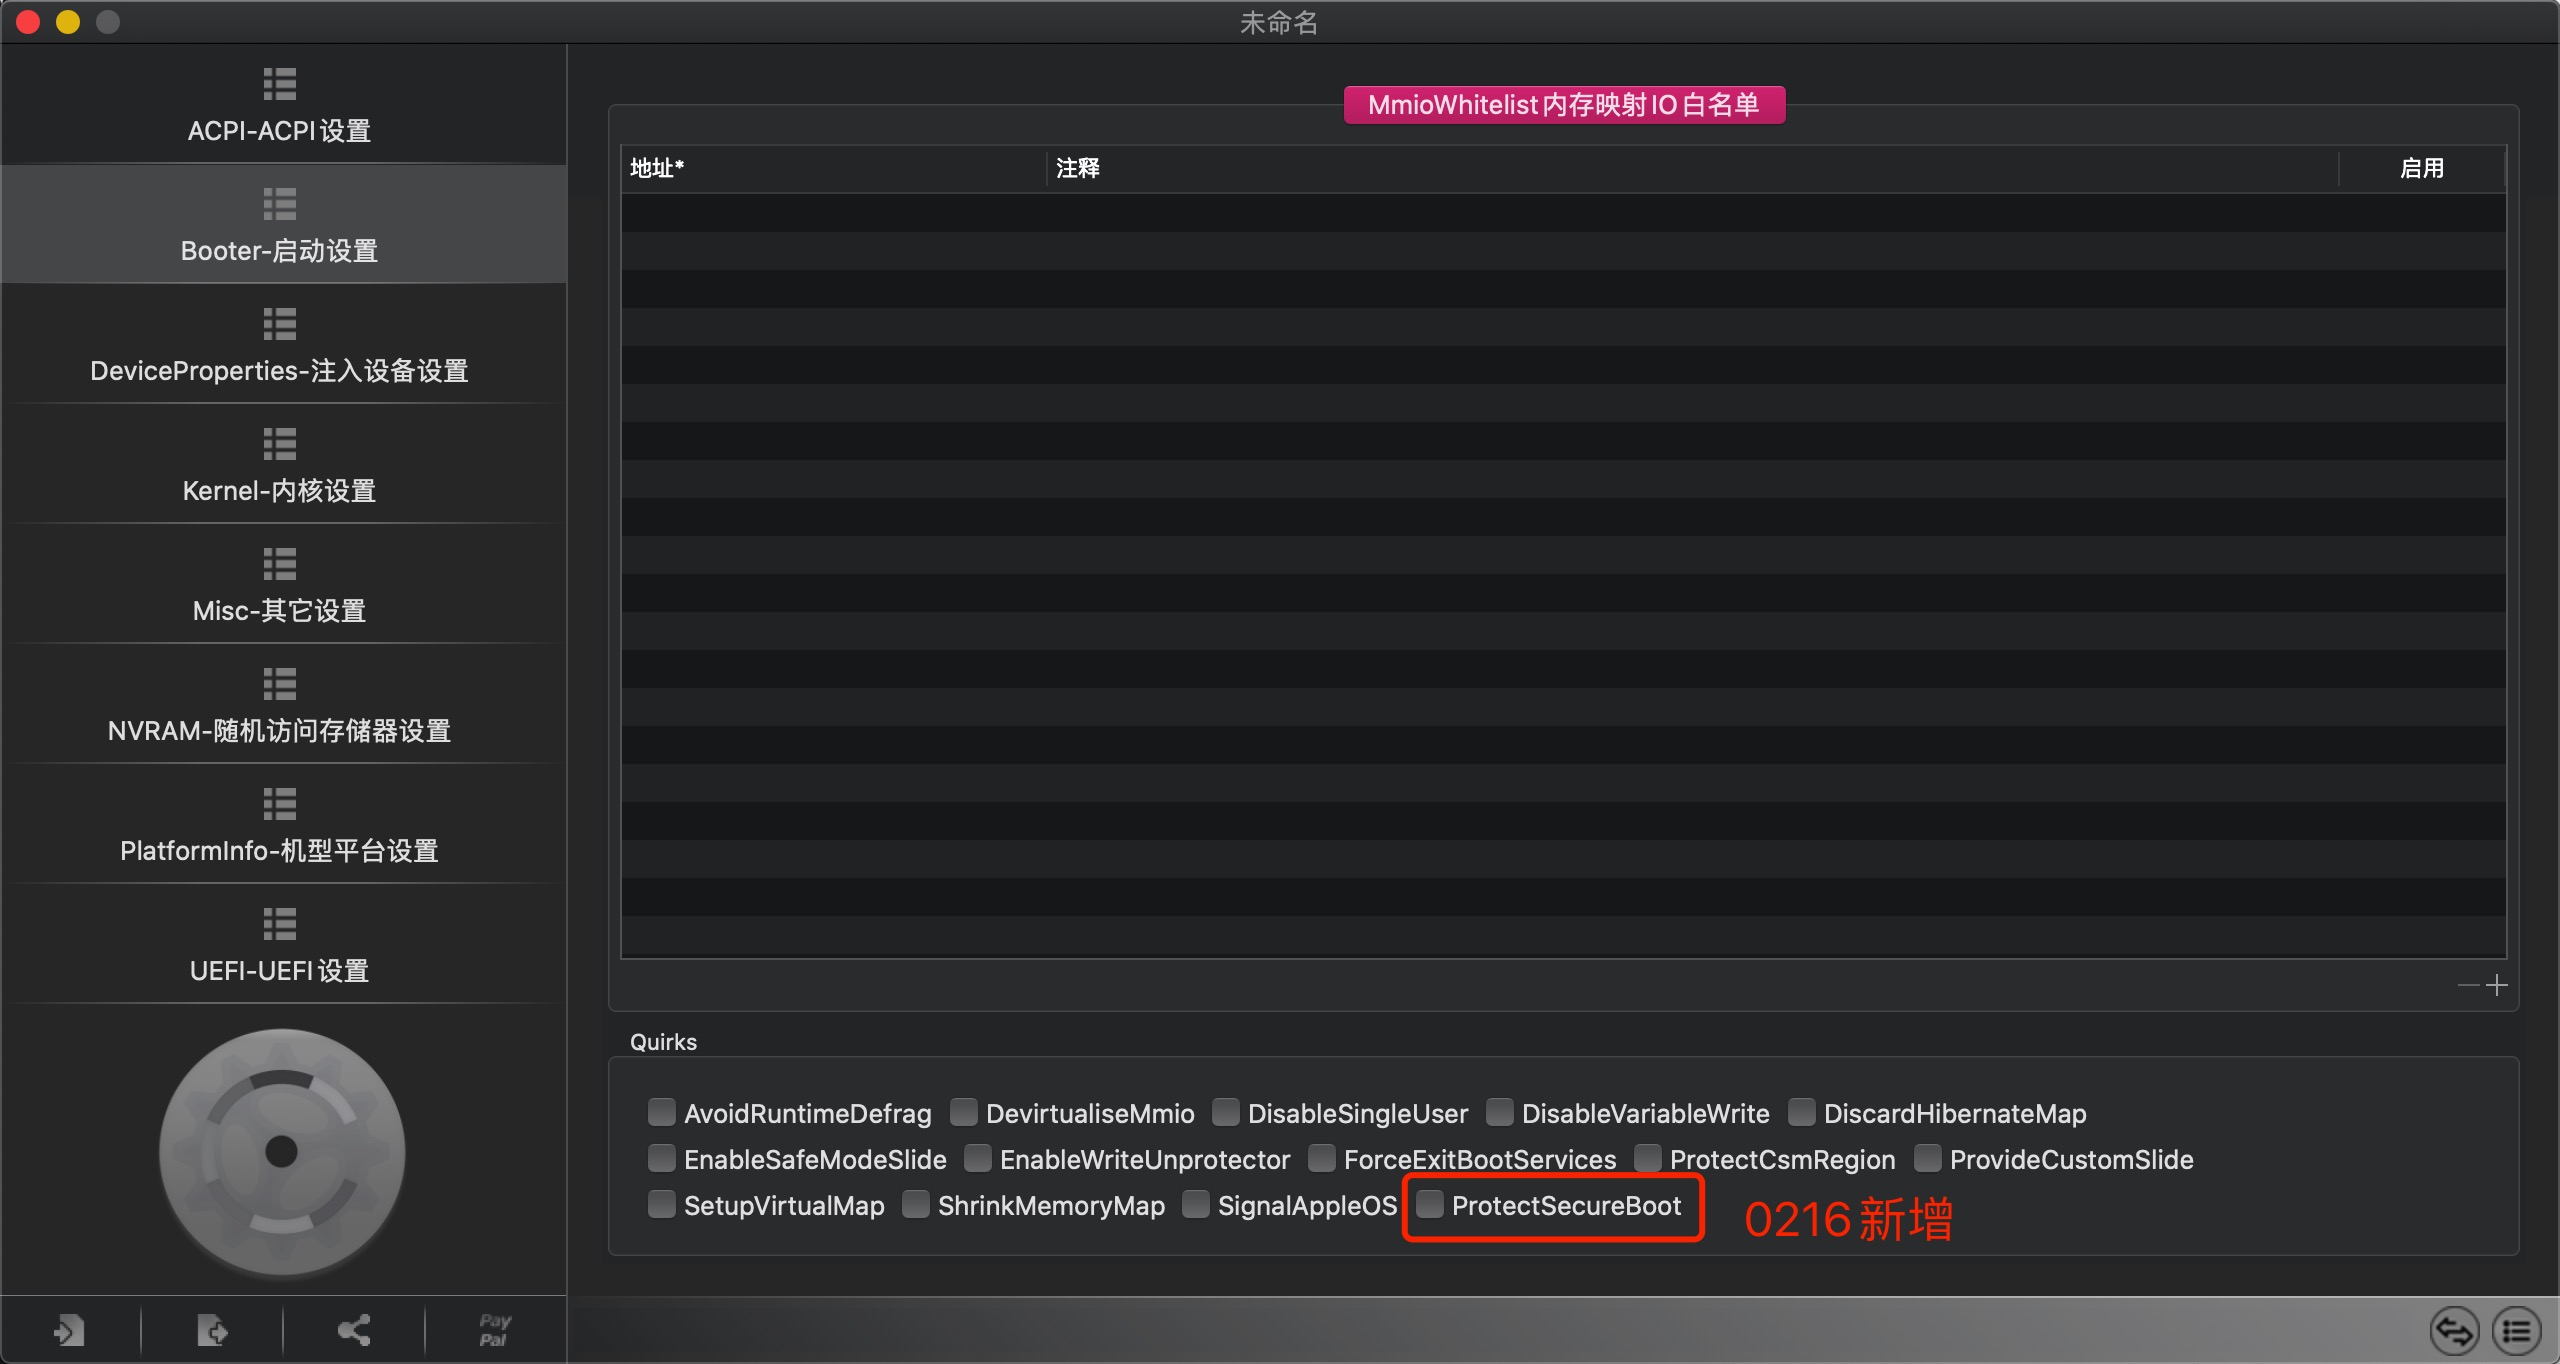 未命名
ACPI-ACPI设置
Booter-启动设置
DeviceProperties-注入设备设置
Kernel-内核设置
Misc-其它设置
NVRAM-随机访问存储器设置
PlatformInfo-机型平台设置
UEFI-UEFI设置
Pay
Pal
MmioWhitelist内存映射IO白名单
地址* 注释 启用
Quirks
AvoidRuntimeDefrag DevirtualiseMmio DisableSingleUser DisableVariableWrite DiscardHibernateMap
EnableSafeModeSlide EnableWriteUnprotector ForceExitBootServices ProtectCsmRegion ProvideCustomSlide
SetupVirtualMap ShrinkMemoryMap SignalAppleOS ProtectSecureBoot 0216新增